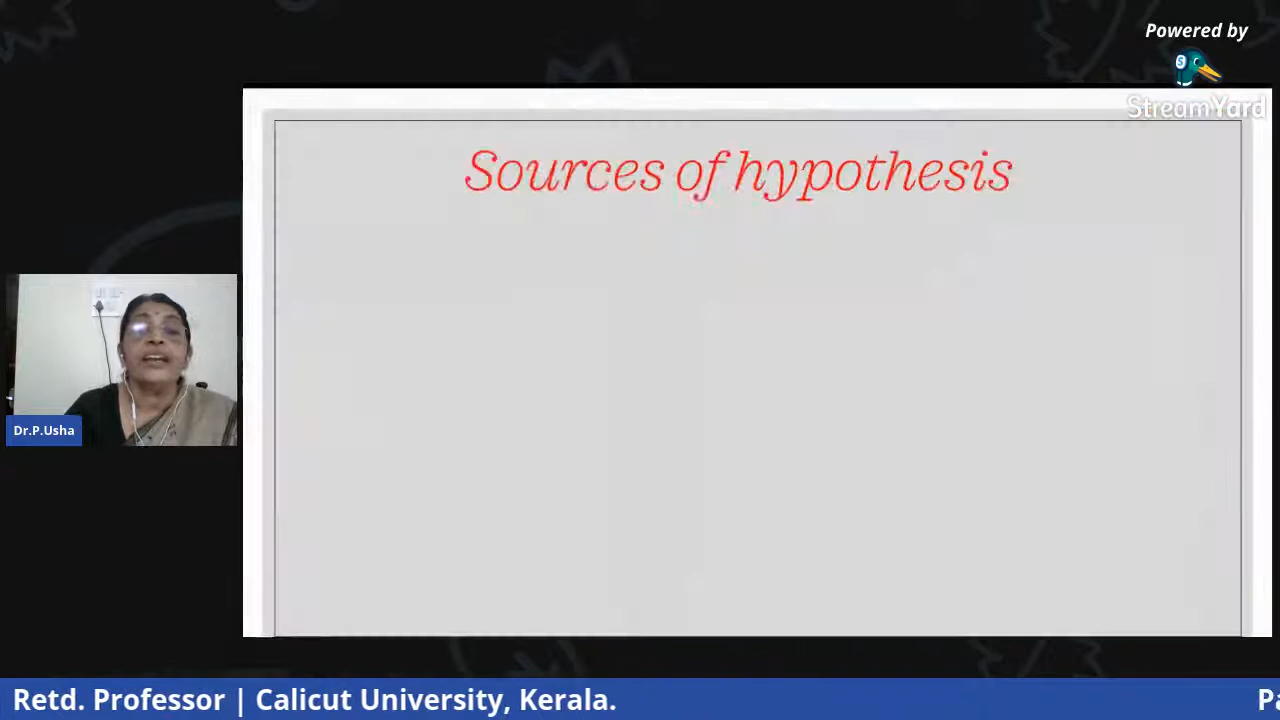 Powered by
StreamYard
Sources of hypothesis
Dr.P.Usha
Retd. Professor | Calicut University, Kerala.